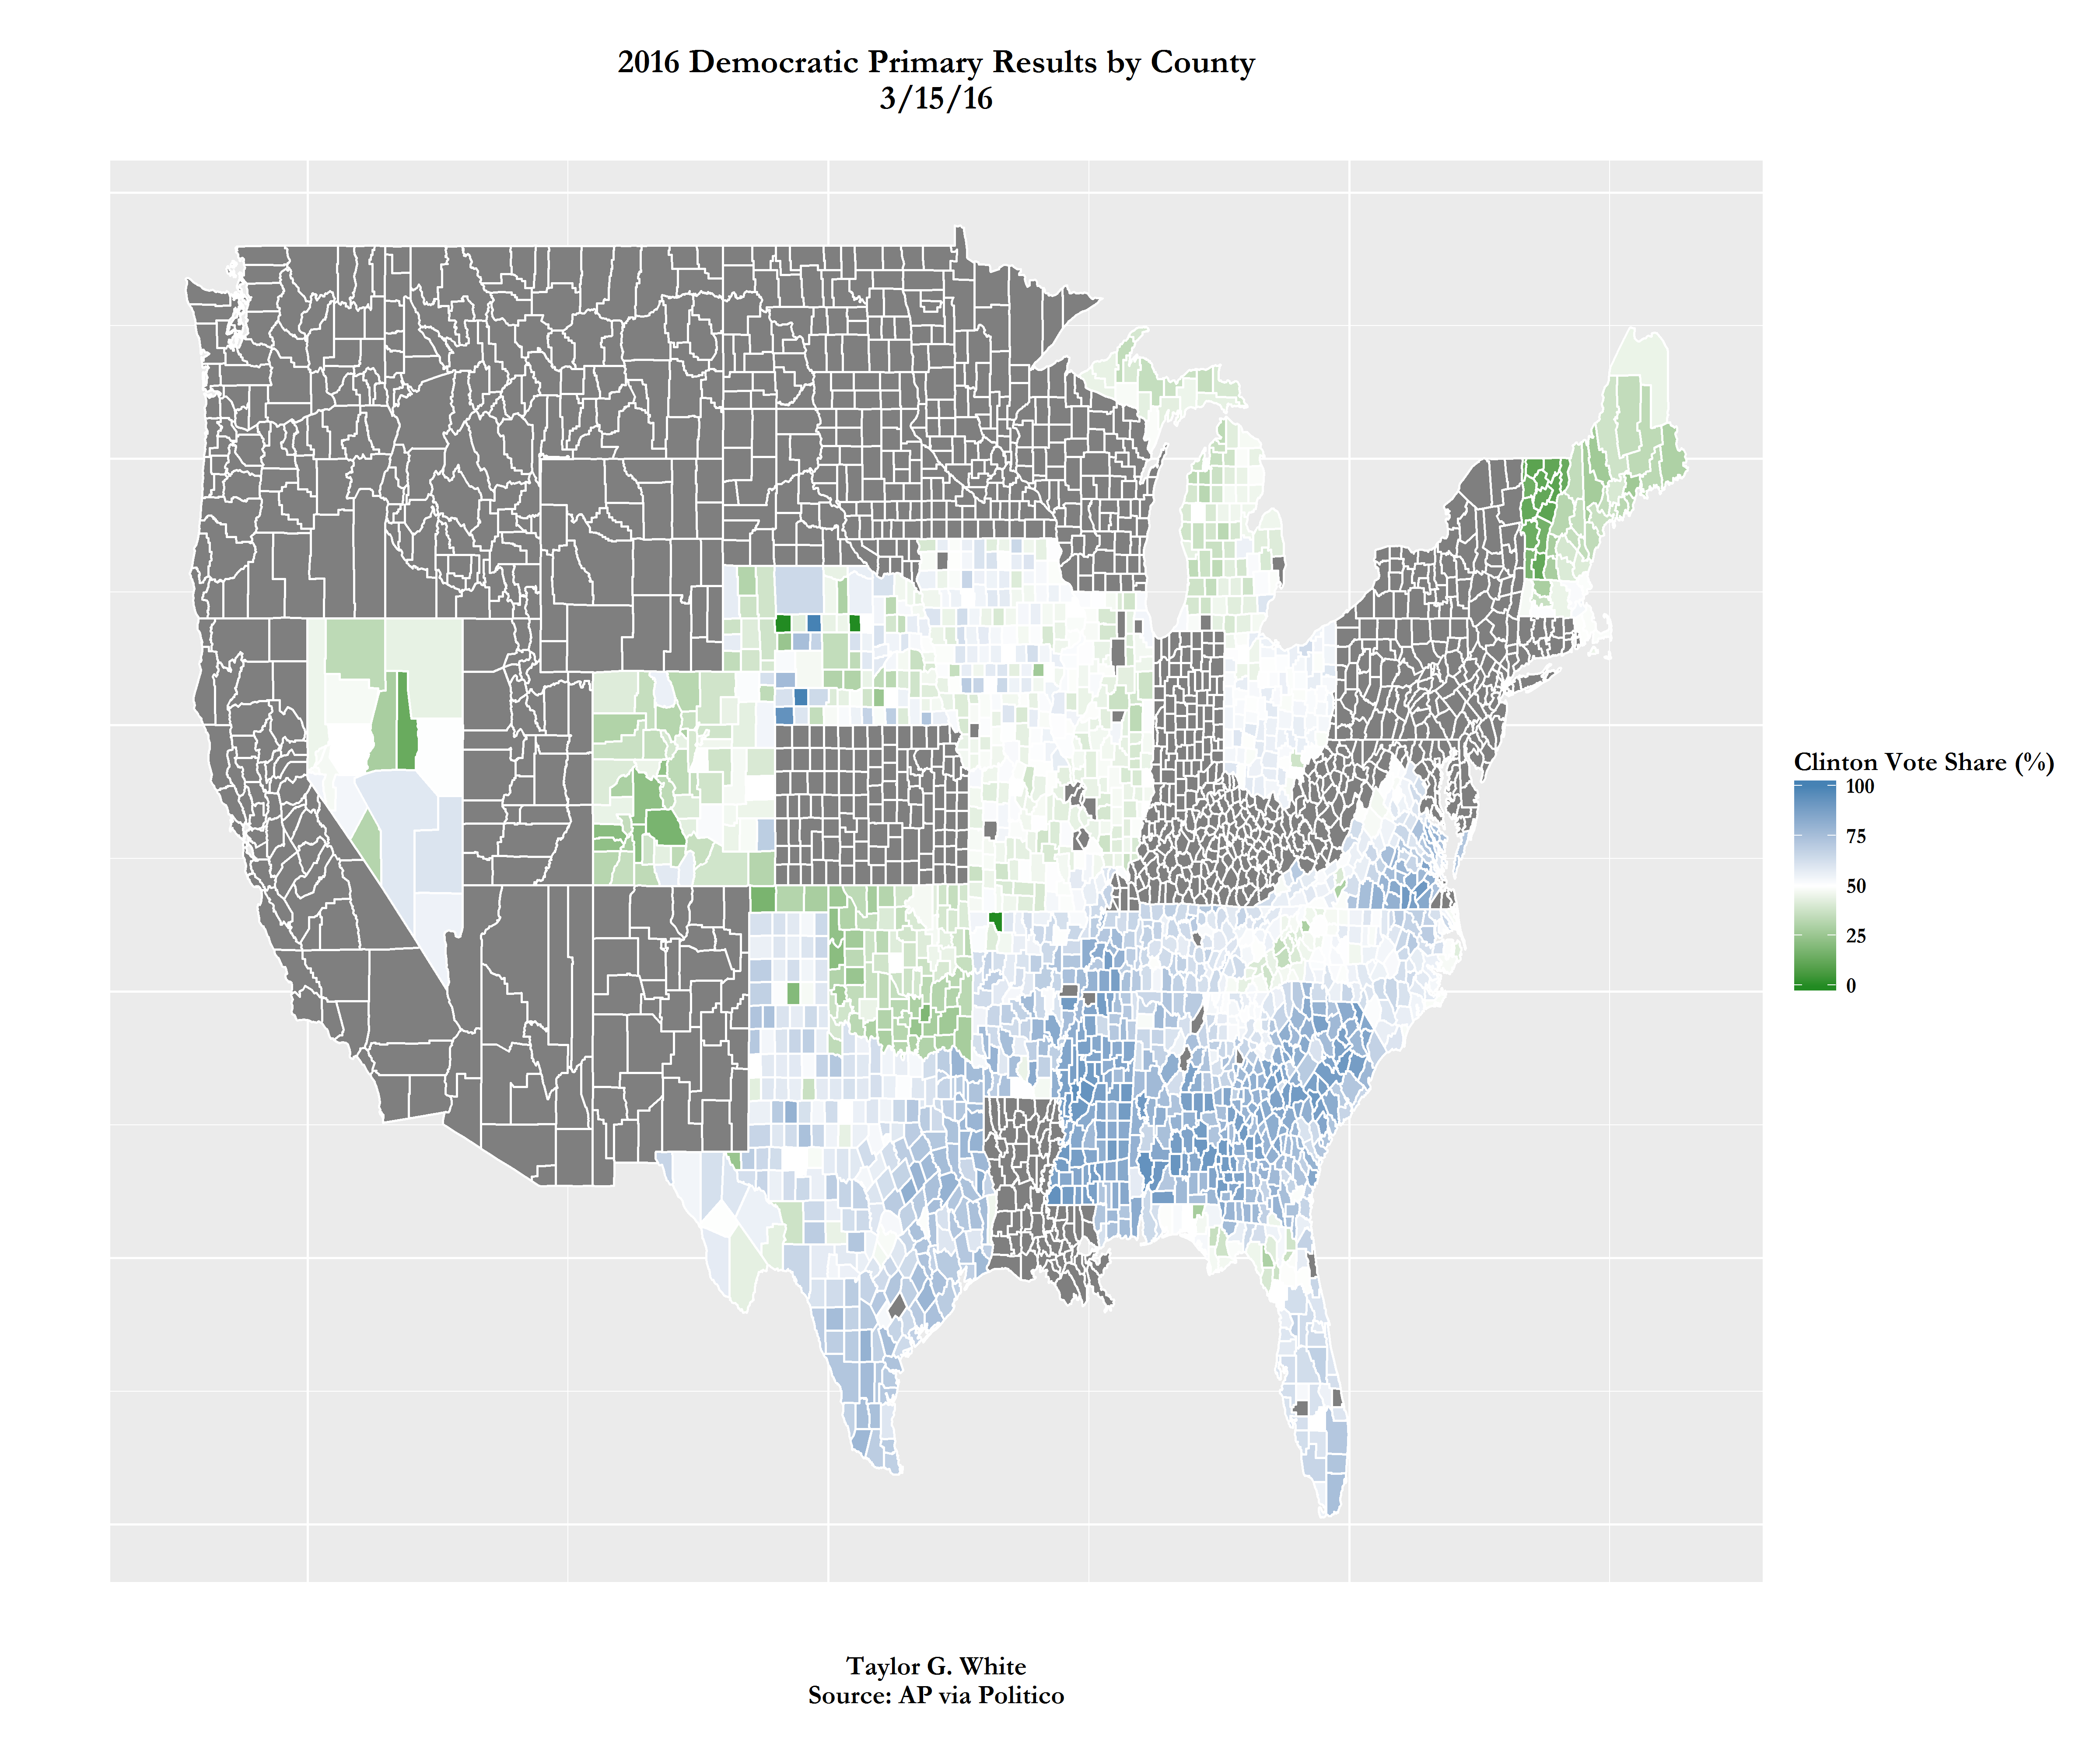 2016 Democratic Primary Results by County
3/15/16
Clinton Vote Share (%)
100
75
50
25
0
Taylor G. White
Source: AP via Politico